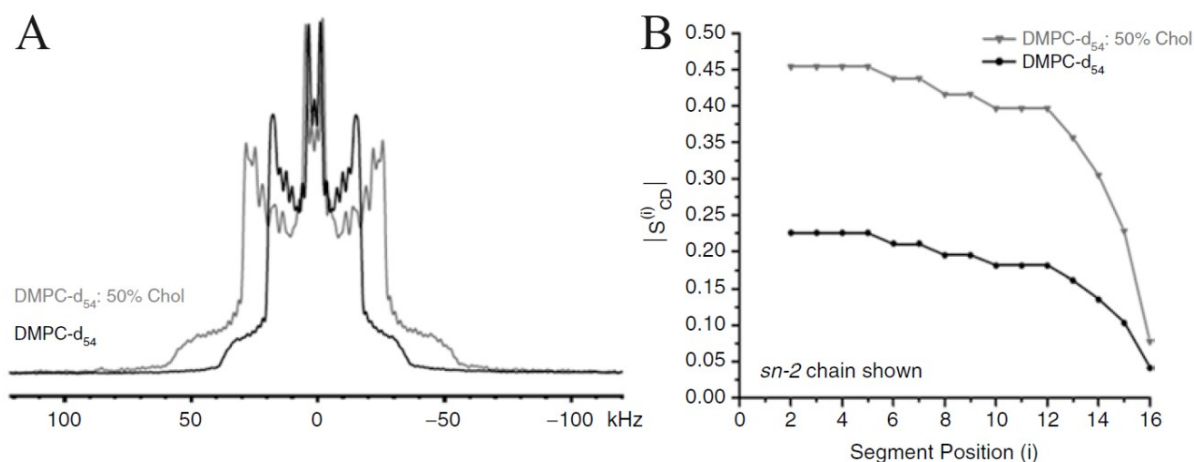 A
DMPC-d54: 50% Chol
DMPC-d54
100 50 0 −50 −100 kHz
B
DMPC-d54: 50% Chol
DMPC-d54
0.50
0.45
0.40
0.35
0.30
0.25
0.20
0.15
0.10
0.05
0.00
|S(i)CD|
sn-2 chain shown
0 2 4 6 8 10 12 14 16
Segment Position (i)